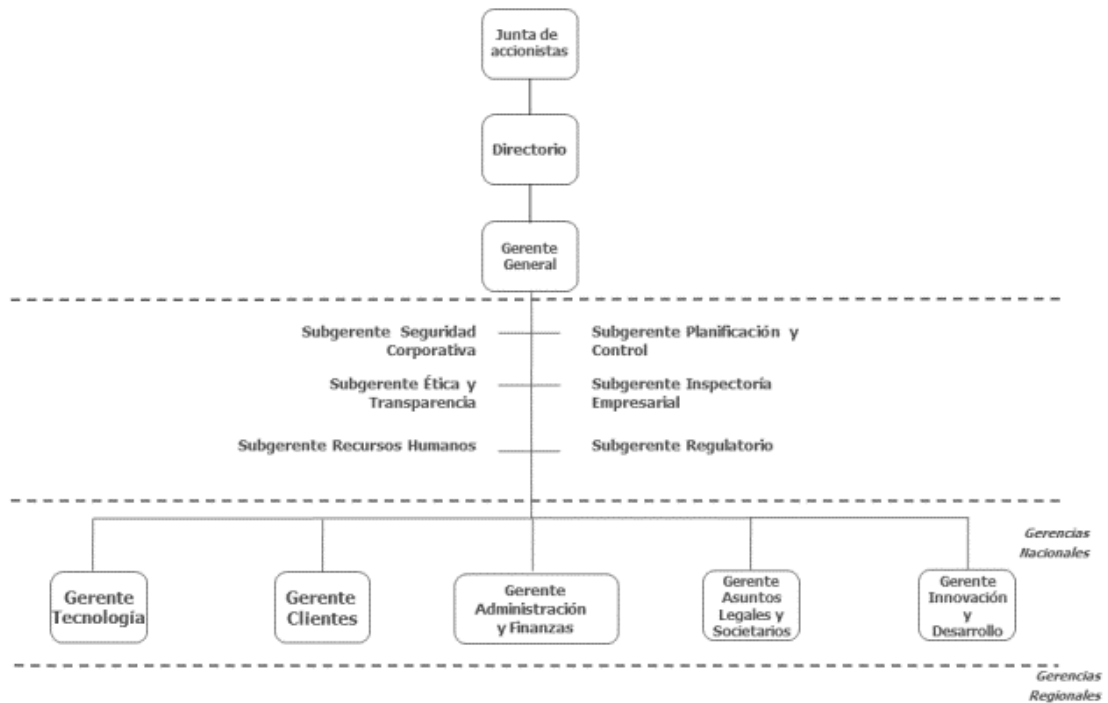 Junta de
accionistas
Directorio
Gerente
General
Subgerente Seguridad
Corporativa
Subgerente Planificación y
Control
Subgerente Ética y
Transparencia
Subgerente Inspectoría
Empresarial
Subgerente Recursos Humanos
Subgerente Regulatorio
Gerencias
Nacionales
Gerente
Tecnología
Gerente
Clientes
Gerente
Administración
y Finanzas
Gerente
Asuntos
Legales y
Societarios
Gerente
Innovación
y
Desarrollo
Gerencias
Regionales